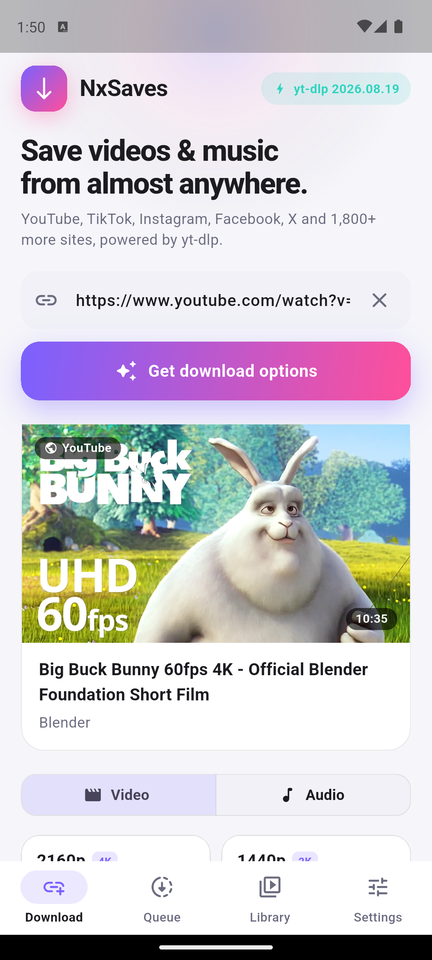 1:50
A
NxSaves
yt-dlp 2026.08.19
Save videos & music
from almost anywhere.
YouTube, TikTok, Instagram, Facebook, X and 1,800+
more sites, powered by yt-dlp.
https://www.youtube.com/watch?v=
Get download options
YouTube
Big Buck
BUNNY
UHD
60fps
10:35
Big Buck Bunny 60fps 4K - Official Blender
Foundation Short Film
Blender
Video
Audio
2160p 4K
1440p 2K
Download
Queue
Library
Settings